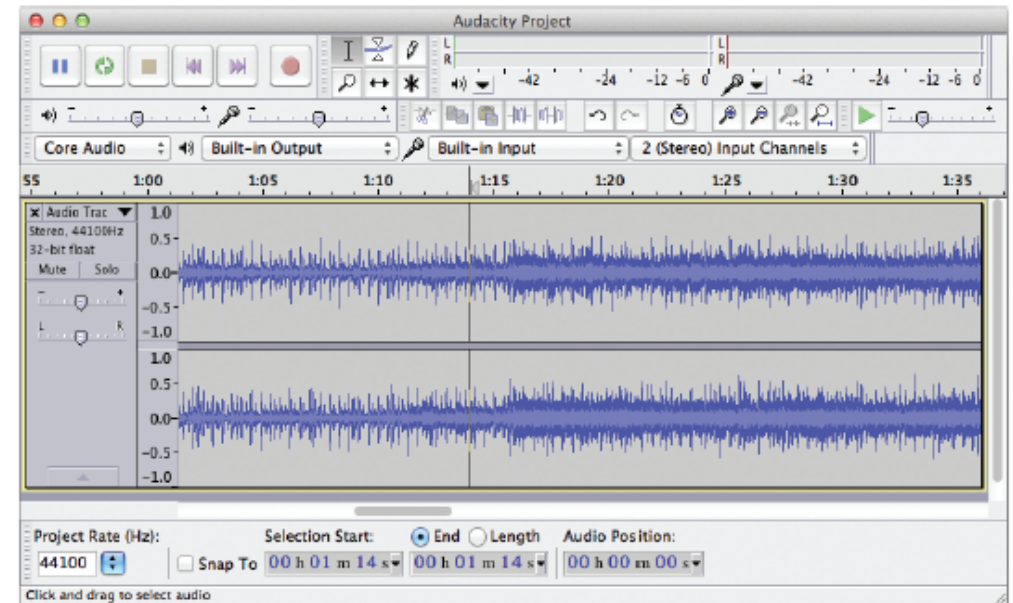 Audacity Project
L
R
-42 -24 -12 -6 0
L
R
-42 -24 -12 -6 0
- +
- +
- +
Core Audio
Built-in Output
Built-in Input
2 (Stereo) Input Channels
55 1:00 1:05 1:10 1:15 1:20 1:25 1:30 1:35
Audio Trac
Stereo, 44100Hz
32-bit float
Mute Solo
- +
L R
1.0
0.5-
0.0-
-0.5-
-1.0
1.0
0.5-
0.0-
-0.5-
-1.0
Project Rate (Hz): Selection Start: End Length Audio Position:
44100 Snap To 00 h 01 m 14 s 00 h 01 m 14 s 00 h 00 m 00 s
Click and drag to select audio